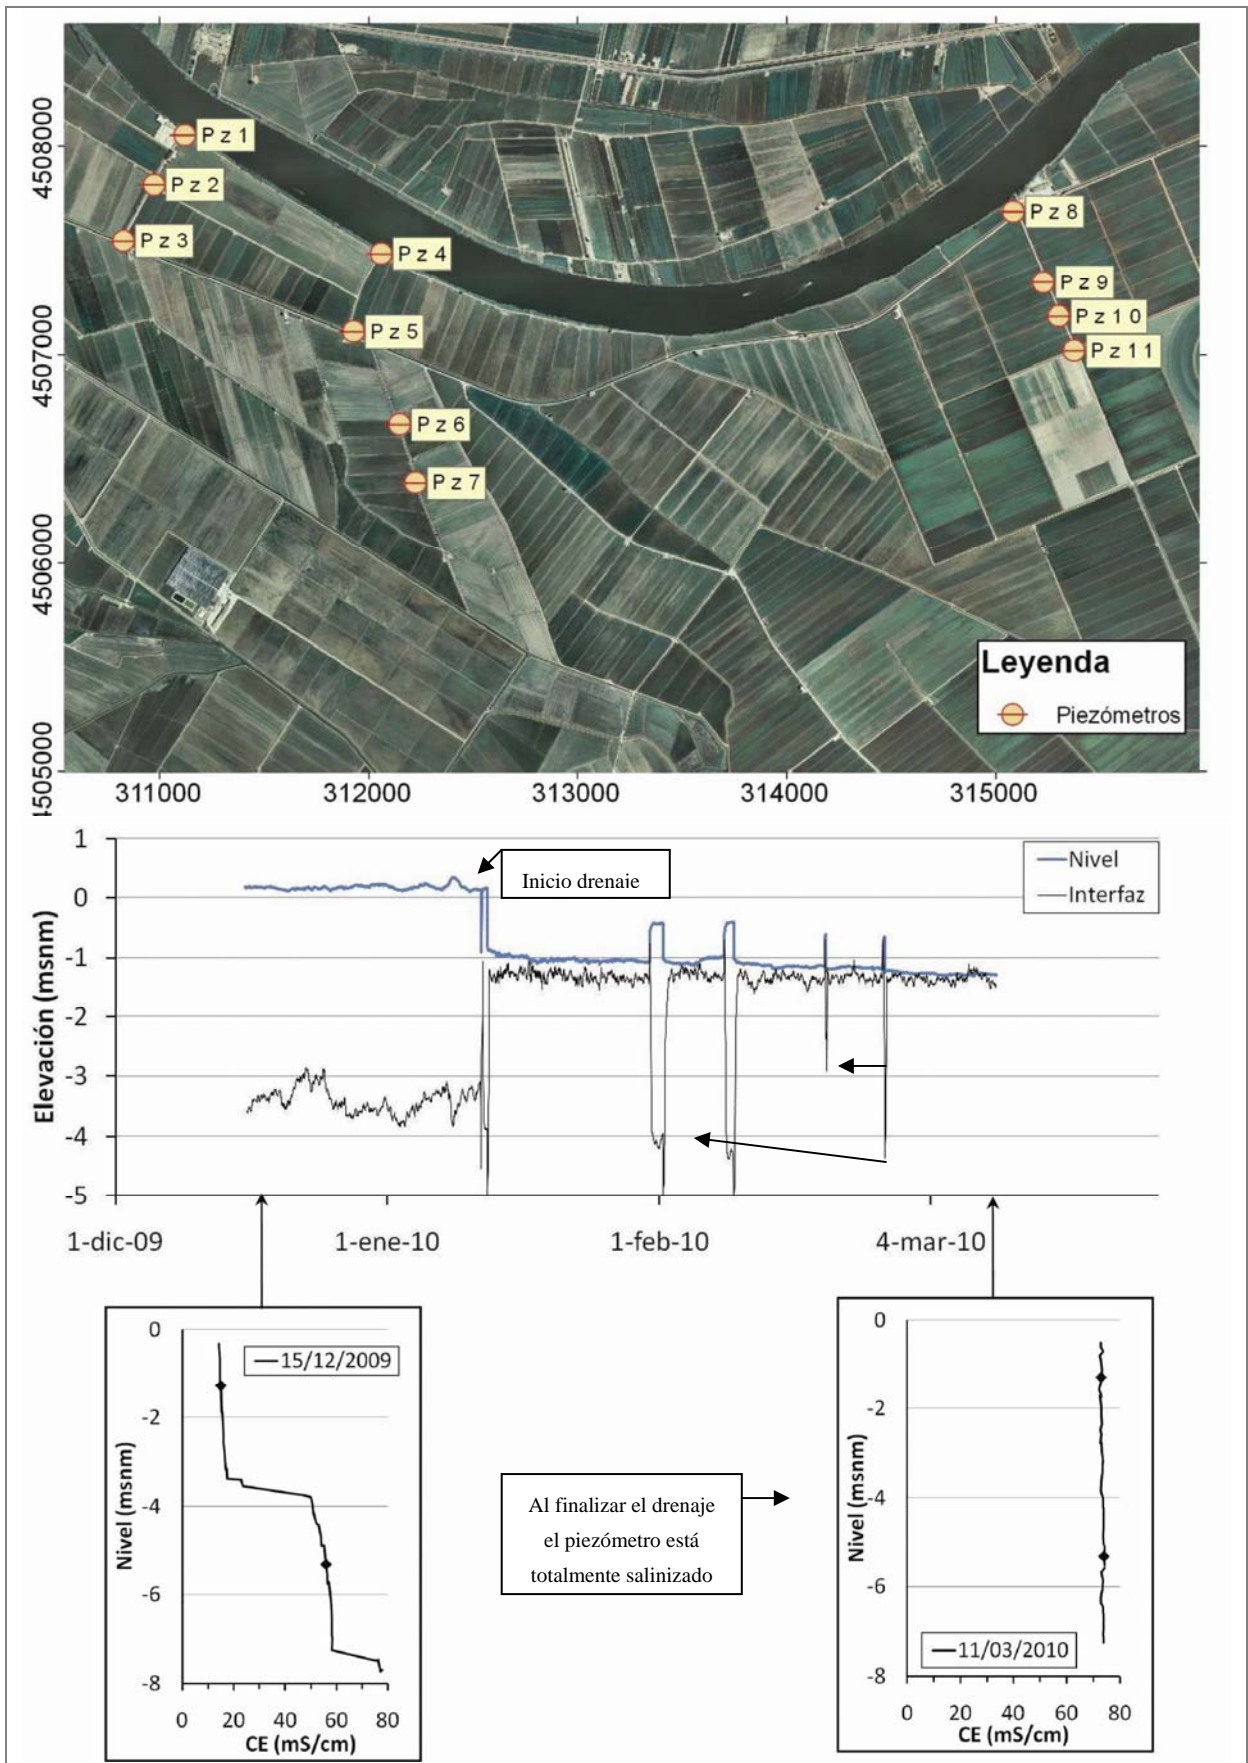 4508000
4507000
4506000
4505000
Pz 1
Pz 2
Pz 3
Pz 4
Pz 5
Pz 6
Pz 7
Pz 8
Pz 9
Pz 10
Pz 11
Leyenda
Piezómetros
311000
312000
313000
314000
315000
Elevación (msnm)
1
0
-1
-2
-3
-4
-5
Inicio drenaje
Nivel
Interfaz
1-dic-09
1-ene-10
1-feb-10
4-mar-10
Nivel (msnm)
0
-2
-4
-6
-8
15/12/2009
0
20
40
60
80
CE (mS/cm)
Al finalizar el drenaje
el piezómetro está
totalmente salinizado
Nivel (msnm)
0
-2
-4
-6
-8
11/03/2010
0
20
40
60
80
CE (mS/cm)